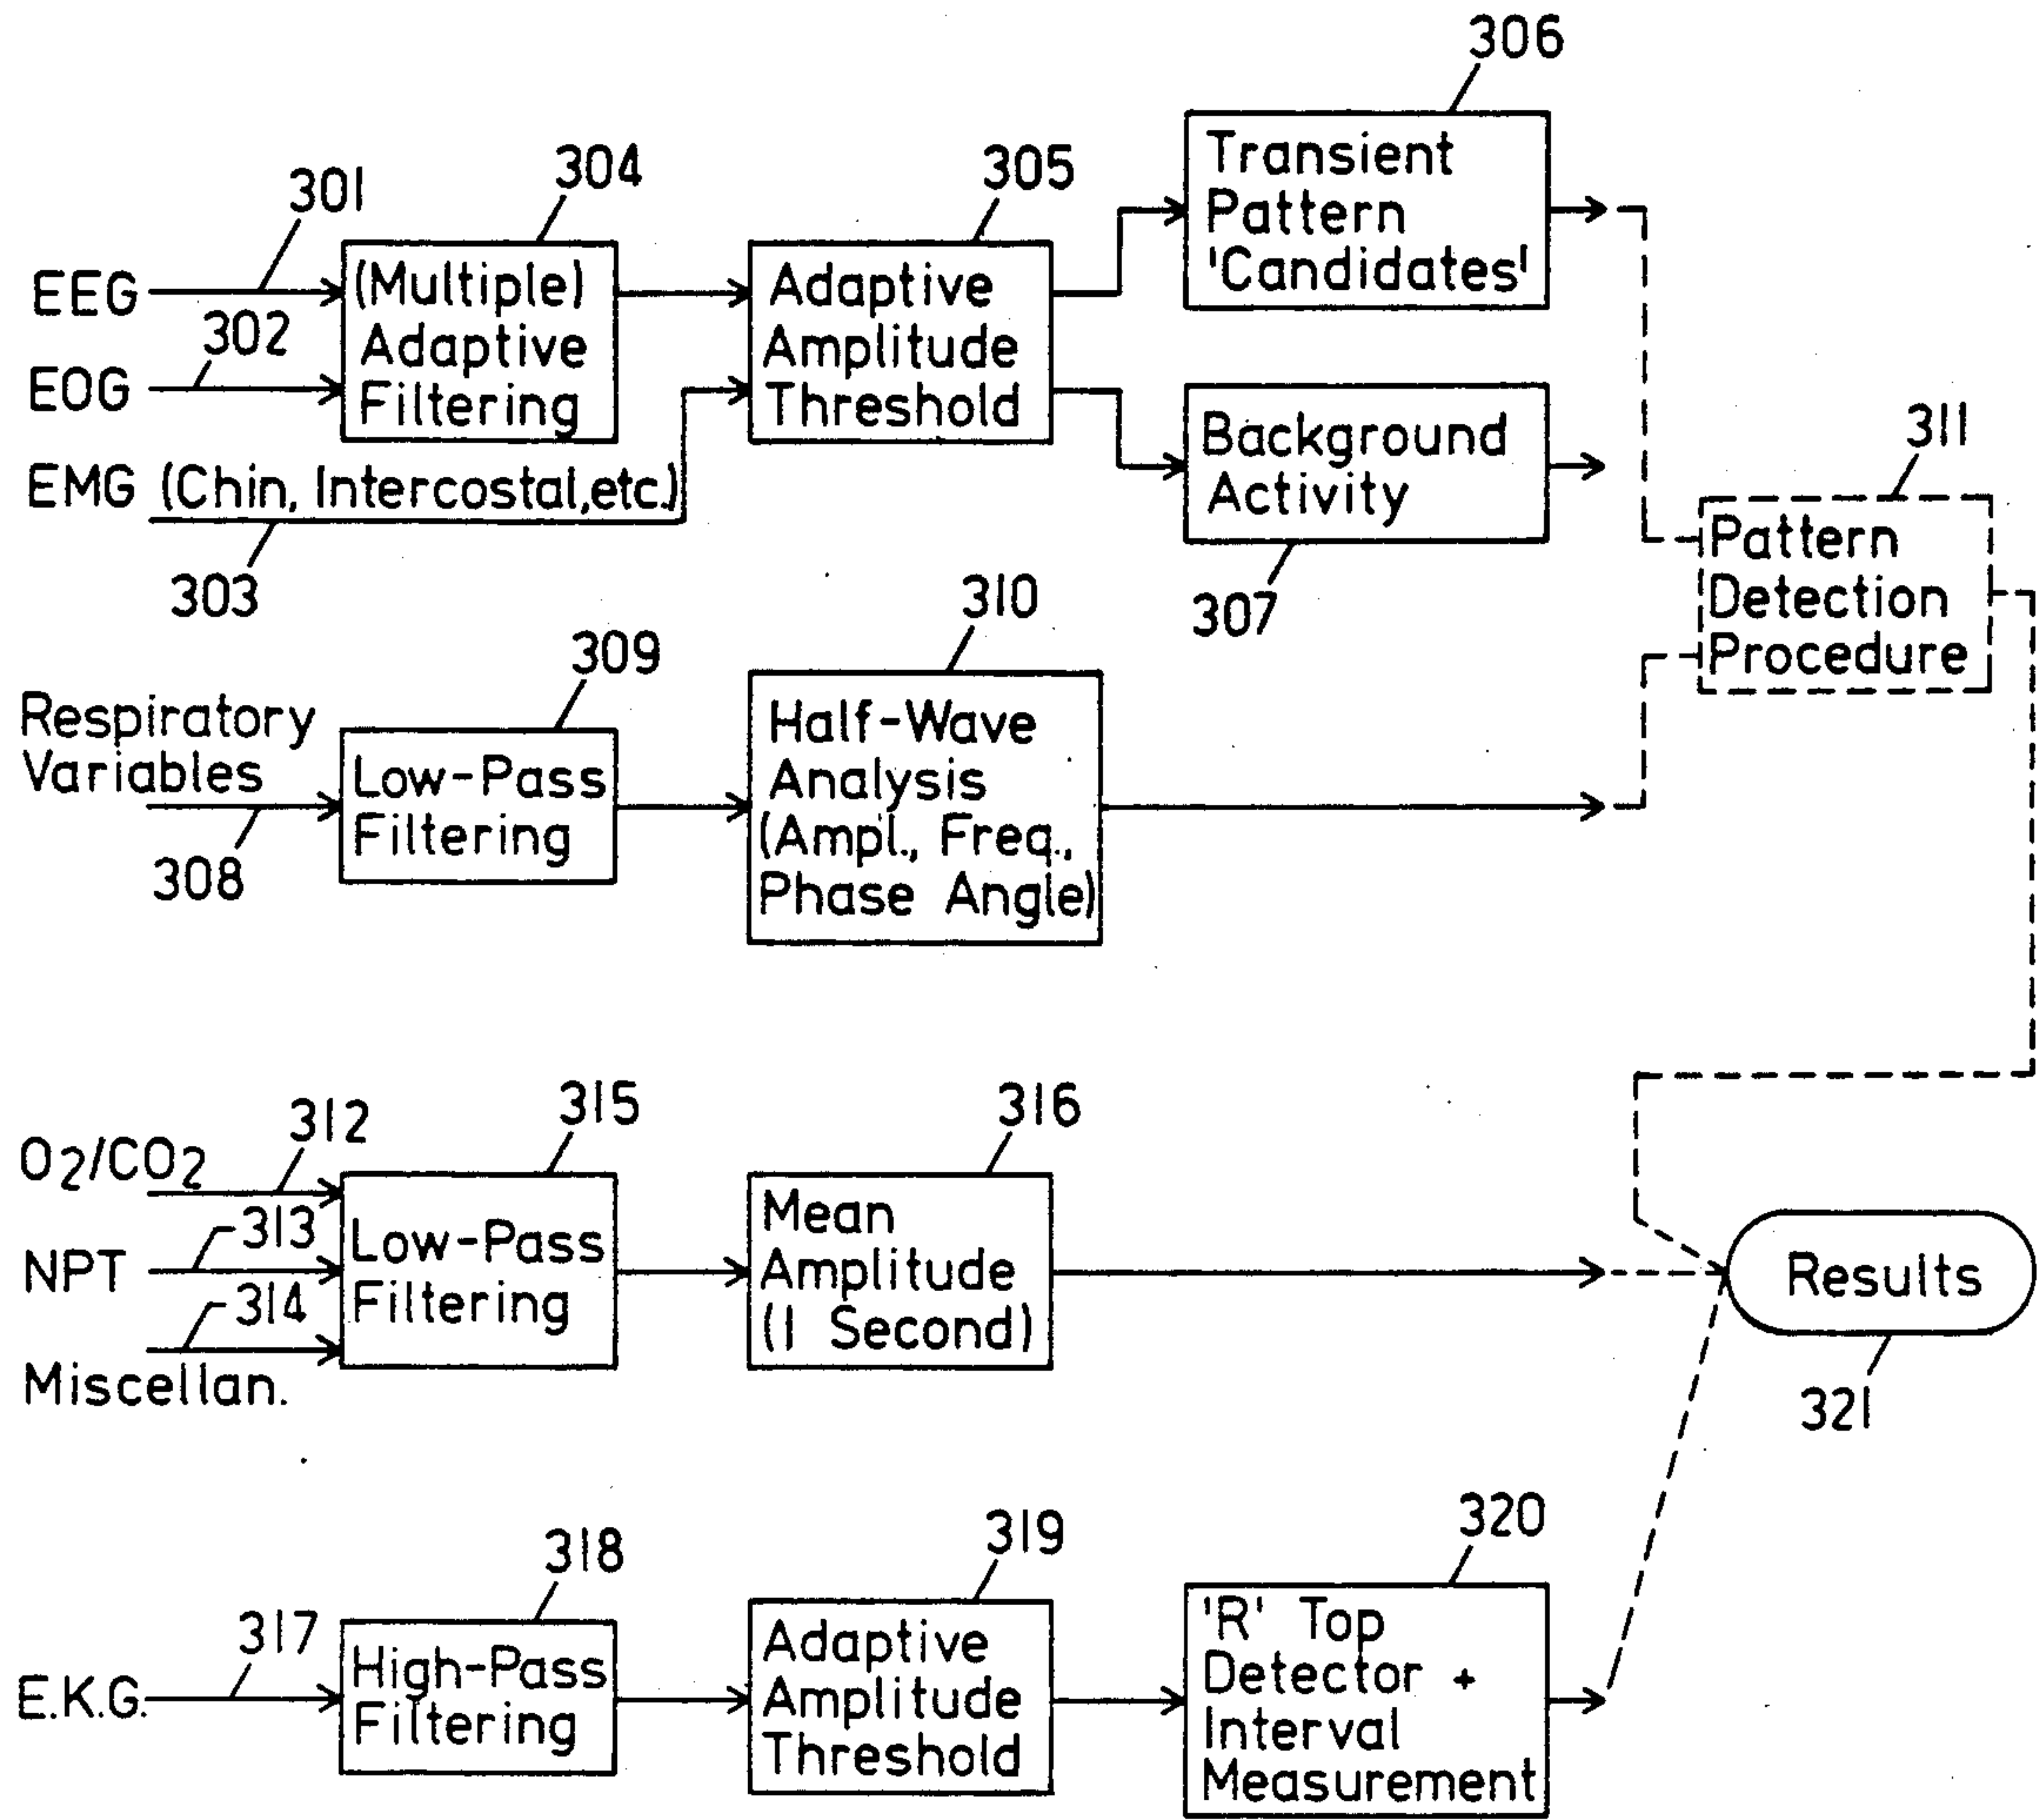 306
304
305
301
Transient
Pattern
'Candidates'
EEG
(Multiple)
Adaptive
Filtering
Adaptive
Amplitude
Threshold
302
EOG
311
Background
Activity
EMG (Chin, Intercostal,etc.)
303
310
307
Pattern
Detection
Procedure
309
Respiratory
Variables
Low-Pass
Filtering
Half-Wave
Analysis
(Ampl., Freq.,
Phase Angle)
308
312
315
316
O2/CO2
313
NPT
Low-Pass
Filtering
Mean
Amplitude
(1 Second)
Results
314
Miscellan.
321
318
319
320
317
E.K.G.
High-Pass
Filtering
Adaptive
Amplitude
Threshold
'R' Top
Detector +
Interval
Measurement